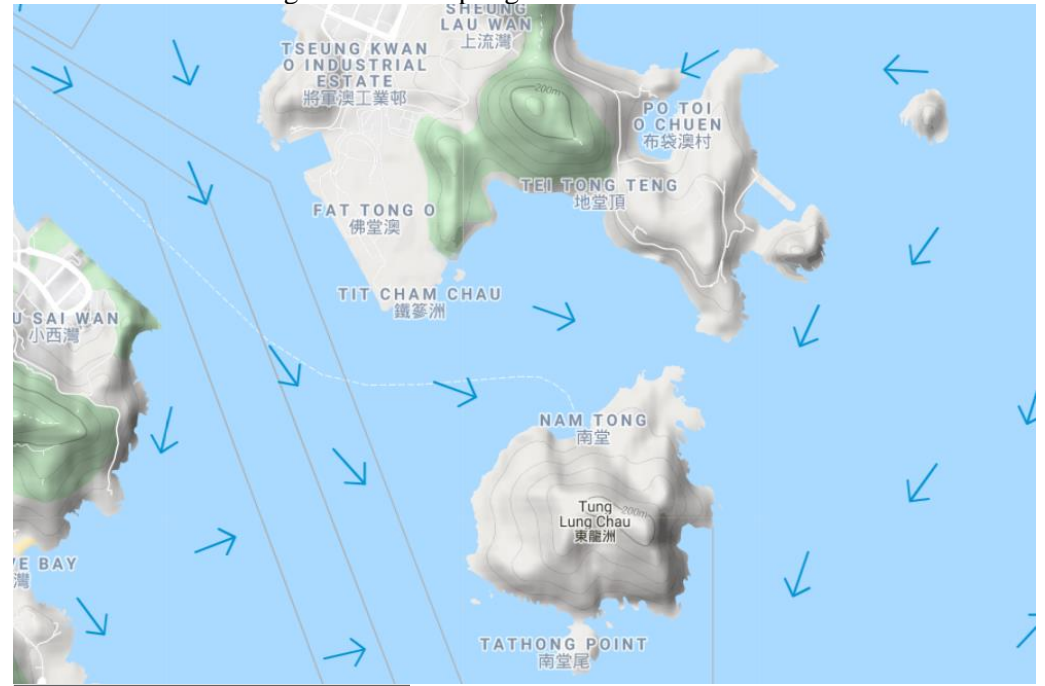 SHEUNG
LAU WAN
上流灣
TSEUNG KWAN
O INDUSTRIAL
ESTATE
將軍澳工業邨
200m
PO TOI
O CHUEN
布袋澳村
TEI TONG TENG
地堂頂
FAT TONG O
佛堂澳
TIT CHAM CHAU
鐵篸洲
U SAI WAN
小西灣
NAM TONG
南堂
200m
Tung
Lung Chau
東龍洲
VE BAY
灣
TATHONG POINT
南堂尾